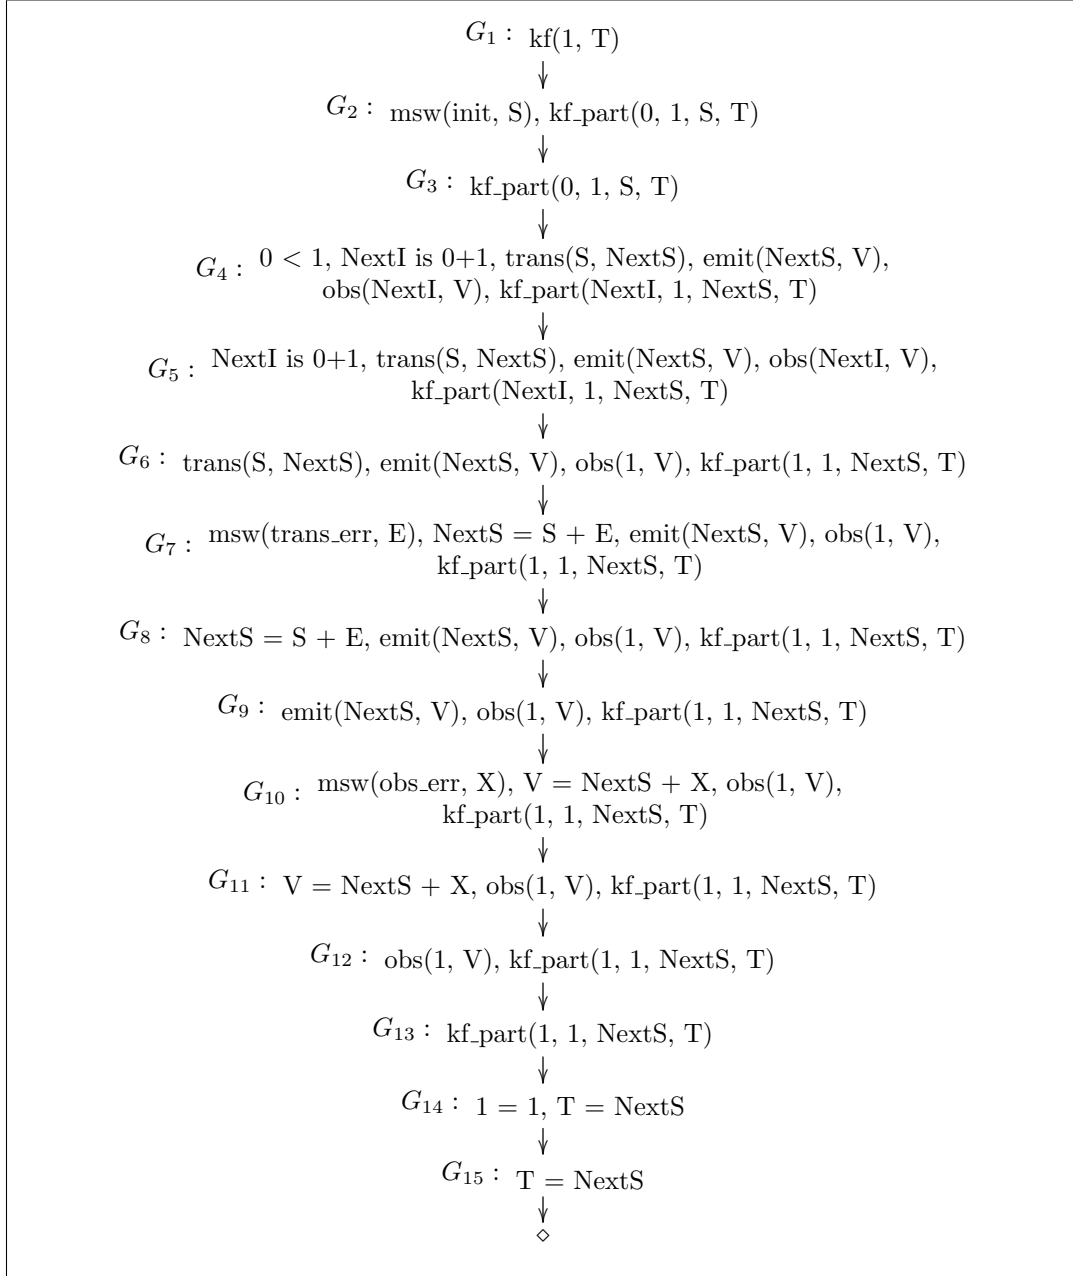 G₁ : kf(1, T)
G₂ : msw(init, S), kf_part(0, 1, S, T)
G₃ : kf_part(0, 1, S, T)
G₄ : 0 < 1, NextI is 0+1, trans(S, NextS), emit(NextS, V),
obs(NextI, V), kf_part(NextI, 1, NextS, T)
G₅ : NextI is 0+1, trans(S, NextS), emit(NextS, V), obs(NextI, V),
kf_part(NextI, 1, NextS, T)
G₆ : trans(S, NextS), emit(NextS, V), obs(1, V), kf_part(1, 1, NextS, T)
G₇ : msw(trans_err, E), NextS = S + E, emit(NextS, V), obs(1, V),
kf_part(1, 1, NextS, T)
G₈ : NextS = S + E, emit(NextS, V), obs(1, V), kf_part(1, 1, NextS, T)
G₉ : emit(NextS, V), obs(1, V), kf_part(1, 1, NextS, T)
G₁₀ : msw(obs_err, X), V = NextS + X, obs(1, V),
kf_part(1, 1, NextS, T)
G₁₁ : V = NextS + X, obs(1, V), kf_part(1, 1, NextS, T)
G₁₂ : obs(1, V), kf_part(1, 1, NextS, T)
G₁₃ : kf_part(1, 1, NextS, T)
G₁₄ : 1 = 1, T = NextS
G₁₅ : T = NextS